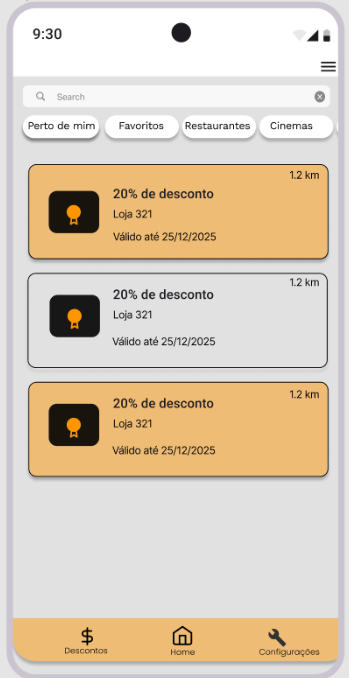 9:30
Search
Perto de mim Favoritos Restaurantes Cinemas
1.2 km
20% de desconto
Loja 321
Válido até 25/12/2025
1.2 km
20% de desconto
Loja 321
Válido até 25/12/2025
1.2 km
20% de desconto
Loja 321
Válido até 25/12/2025
Descontos Home Configurações